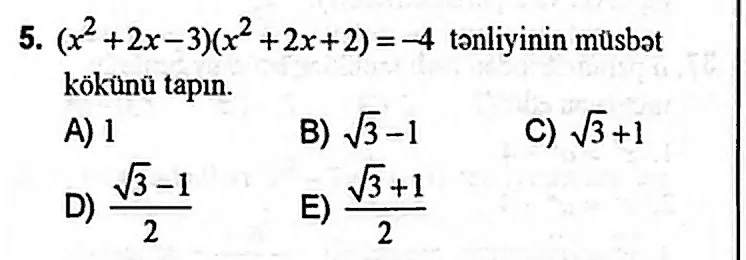 5. (x²+2x−3)(x²+2x+2)=−4 tənliyinin müsbət
kökünü tapın.
A) 1 B) √3−1 C) √3+1
D) (√3−1)/2 E) (√3+1)/2